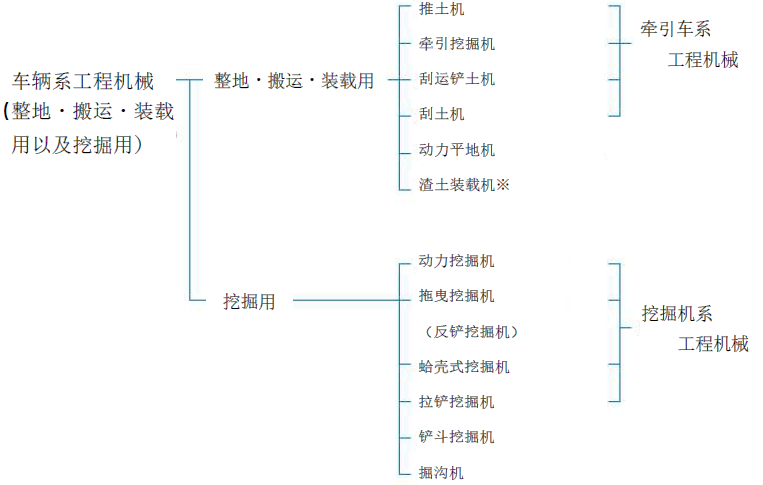 车辆系工程机械
(整地·搬运·装载
用以及挖掘用）
整地·搬运·装载用
推土机
牵引挖掘机
刮运铲土机
刮土机
动力平地机
渣土装载机※
牵引车系
工程机械
挖掘用
动力挖掘机
拖曳挖掘机
（反铲挖掘机）
蛤壳式挖掘机
拉铲挖掘机
铲斗挖掘机
掘沟机
挖掘机系
工程机械